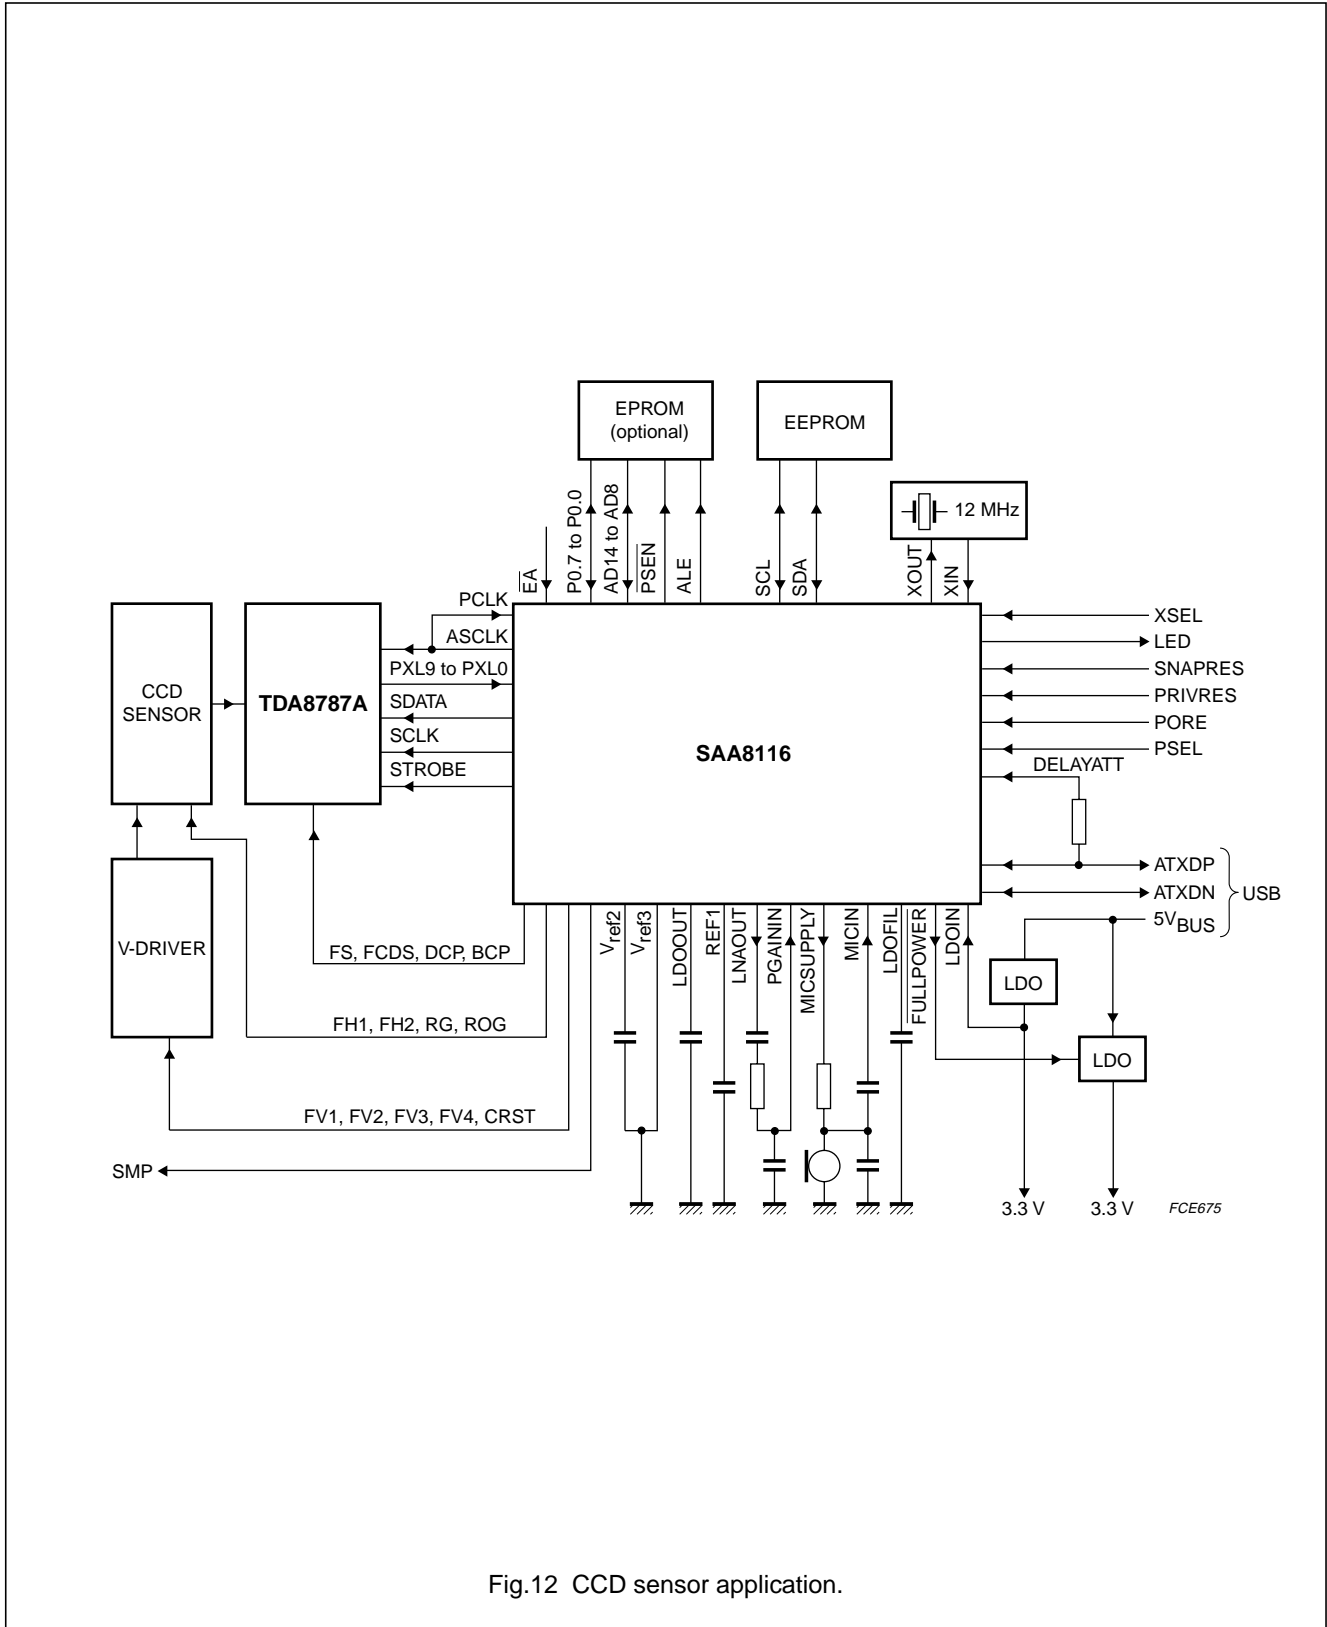 EPROM
(optional)
EEPROM
12 MHz
EA
P0.7 to P0.0
AD14 to AD8
PSEN
ALE
SCL
SDA
XOUT
XIN
PCLK
ASCLK
PXL9 to PXL0
SDATA
SCLK
STROBE
CCD
SENSOR
TDA8787A
SAA8116
XSEL
LED
SNAPRES
PRIVRES
PORE
PSEL
DELAYATT
ATXDP
ATXDN
USB
5VBUS
V-DRIVER
FS, FCDS, DCP, BCP
FH1, FH2, RG, ROG
FV1, FV2, FV3, FV4, CRST
SMP
Vref2
Vref3
LDOOUT
REF1
LNAOUT
PGAININ
MICSUPPLY
MICIN
LDOFIL
FULLPOWER
LDOIN
LDO
LDO
3.3 V
3.3 V
FCE675
Fig.12 CCD sensor application.